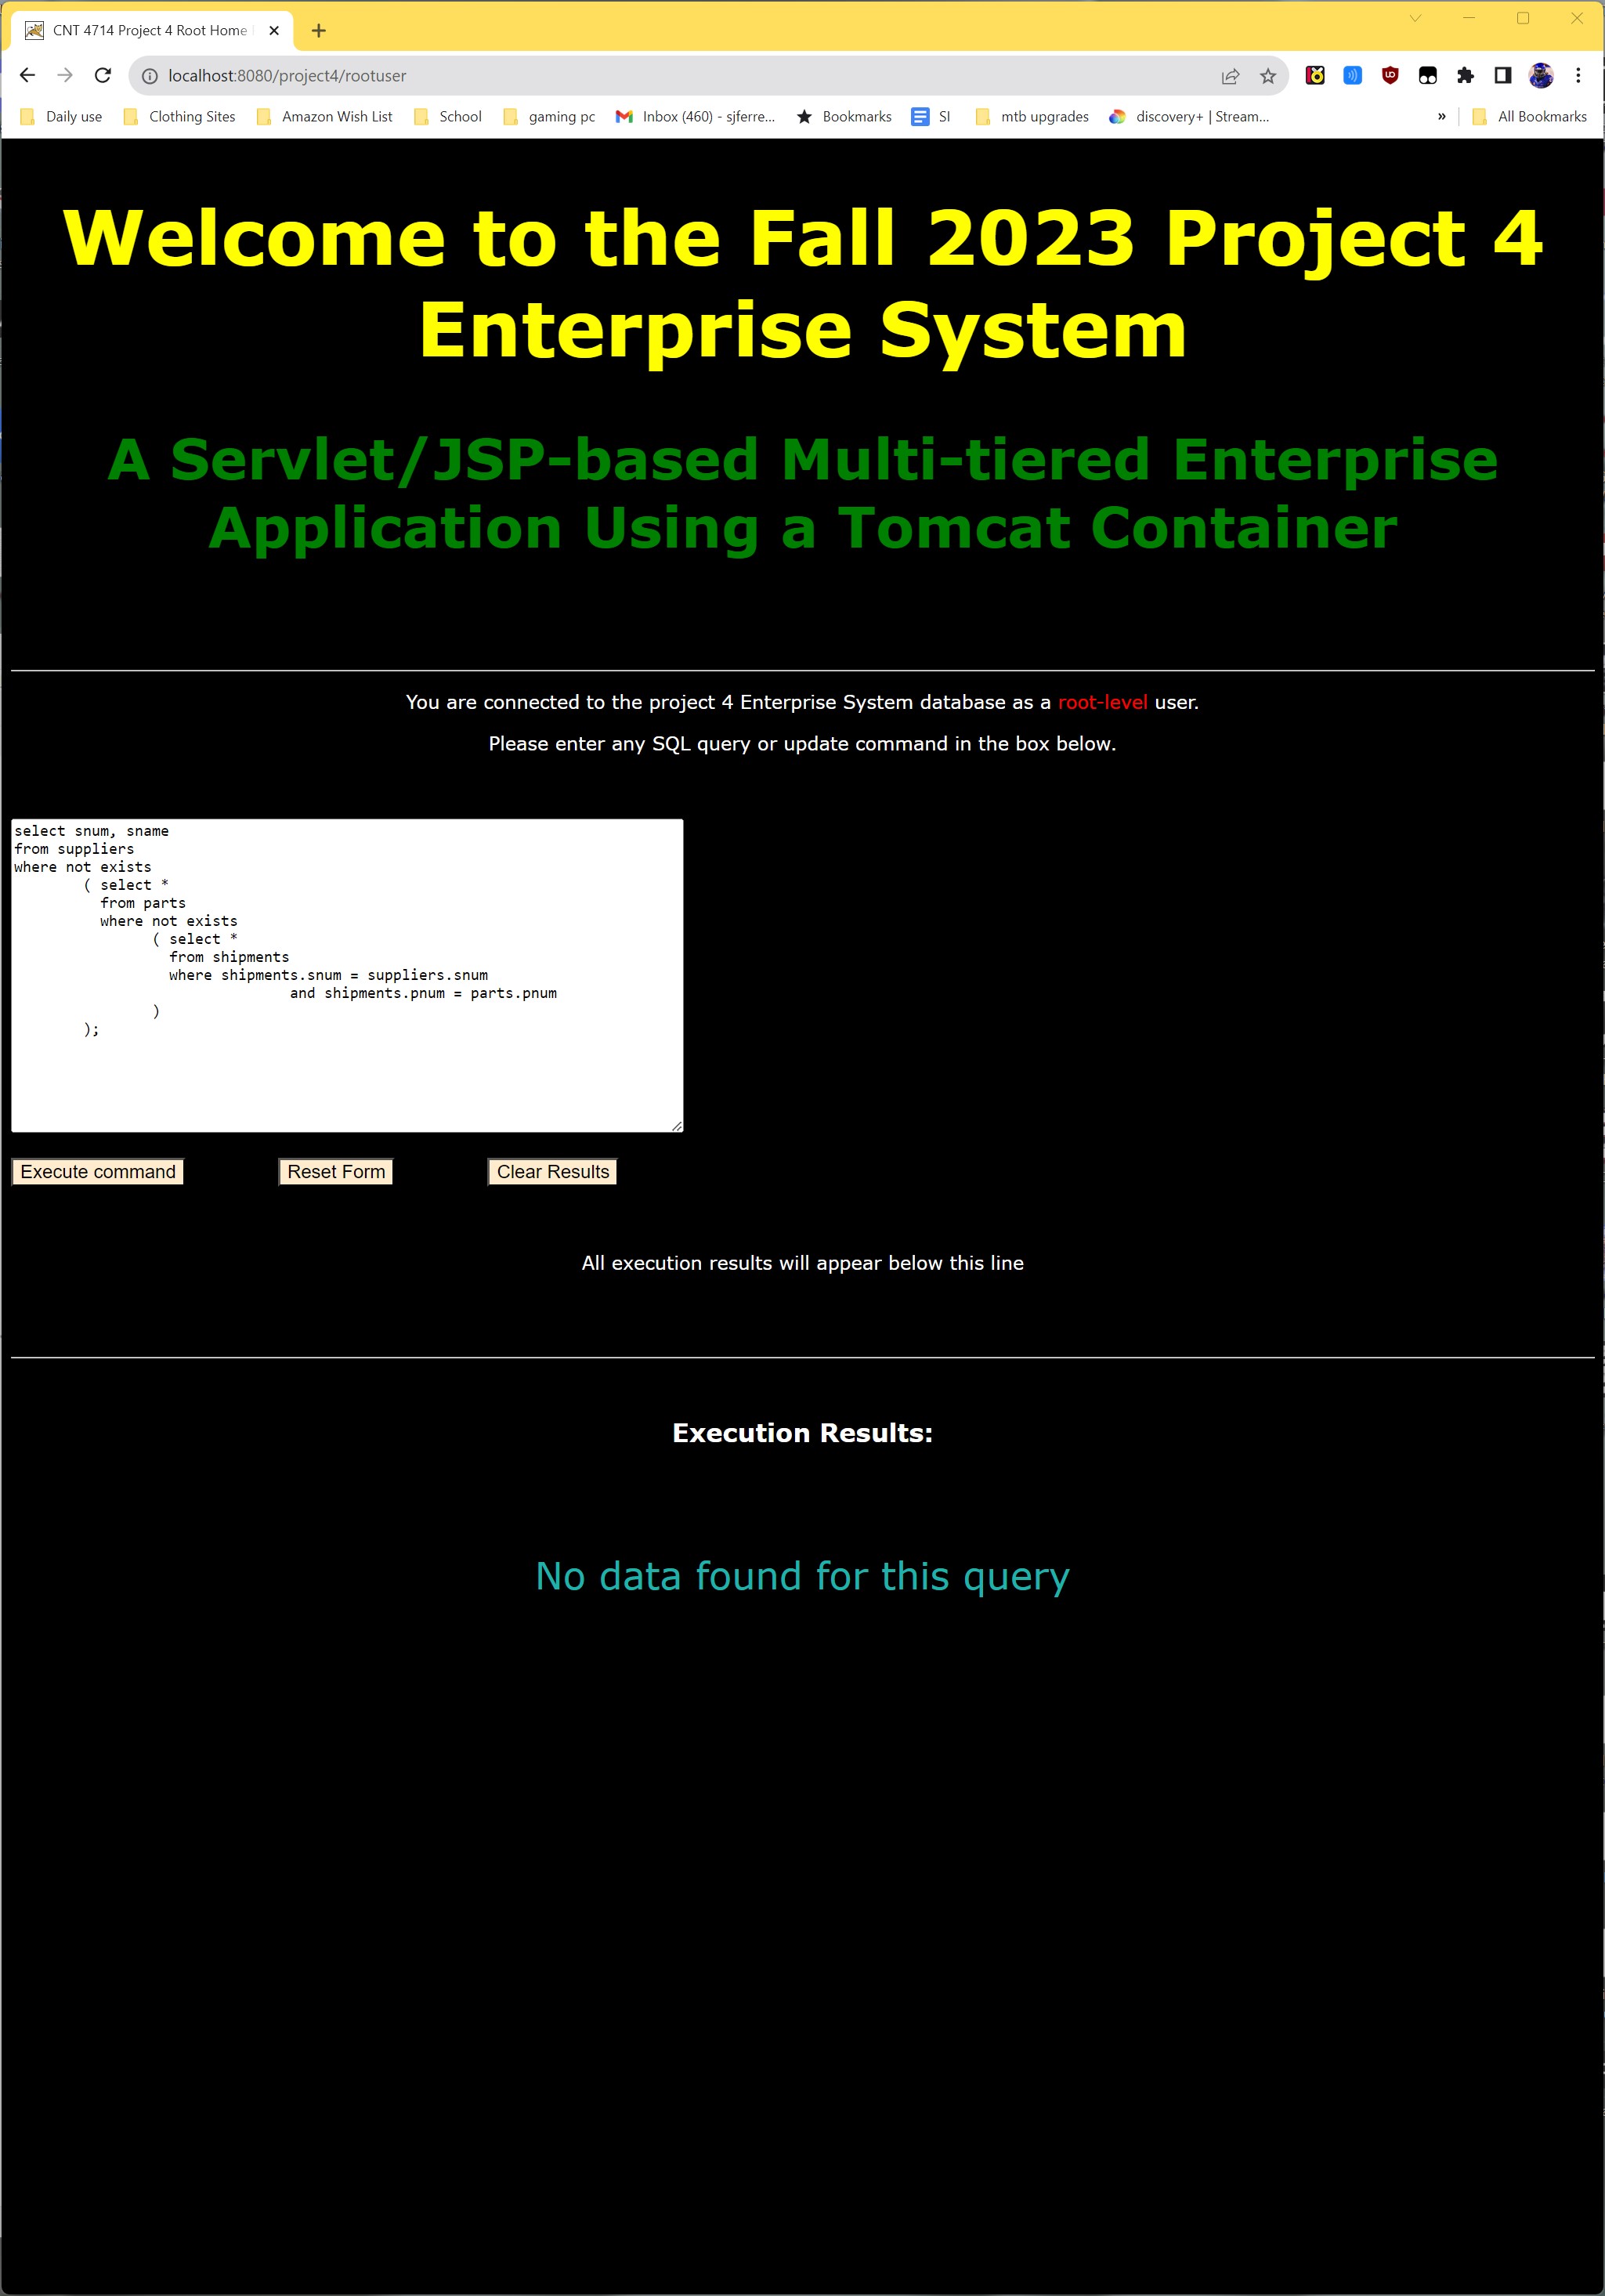 CNT 4714 Project 4 Root Home
localhost:8080/project4/rootuser
Daily use Clothing Sites Amazon Wish List School gaming pc Inbox (460) - sjferre... Bookmarks SI mtb upgrades discovery+ | Stream... » All Bookmarks
Welcome to the Fall 2023 Project 4
Enterprise System
A Servlet/JSP-based Multi-tiered Enterprise
Application Using a Tomcat Container
You are connected to the project 4 Enterprise System database as a root-level user.
Please enter any SQL query or update command in the box below.
select snum, sname
from suppliers
where not exists
( select *
from parts
where not exists
( select *
from shipments
where shipments.snum = suppliers.snum
and shipments.pnum = parts.pnum
)
);
Execute command Reset Form Clear Results
All execution results will appear below this line
Execution Results:
No data found for this query